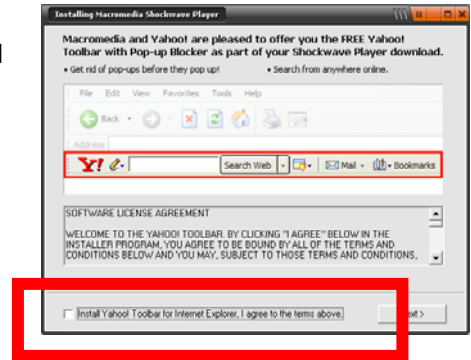 Installing Macromedia Shockwave Player
Macromedia and Yahoo! are pleased to offer you the FREE Yahoo!
Toolbar with Pop-up Blocker as part of your Shockwave Player download.
• Get rid of pop-ups before they pop up! • Search from anywhere online.
File Edit View Favorites Tools Help
Back
Address
Y! Search Web Mail Bookmarks
SOFTWARE LICENSE AGREEMENT
WELCOME TO THE YAHOO! TOOLBAR. BY CLICKING "I AGREE" BELOW IN THE
INSTALLER PROGRAM, YOU AGREE TO BE BOUND BY ALL OF THE TERMS AND
CONDITIONS BELOW AND YOU MAY, SUBJECT TO THOSE TERMS AND CONDITIONS,
Install Yahoo! Toolbar for Internet Explorer, I agree to the terms above.